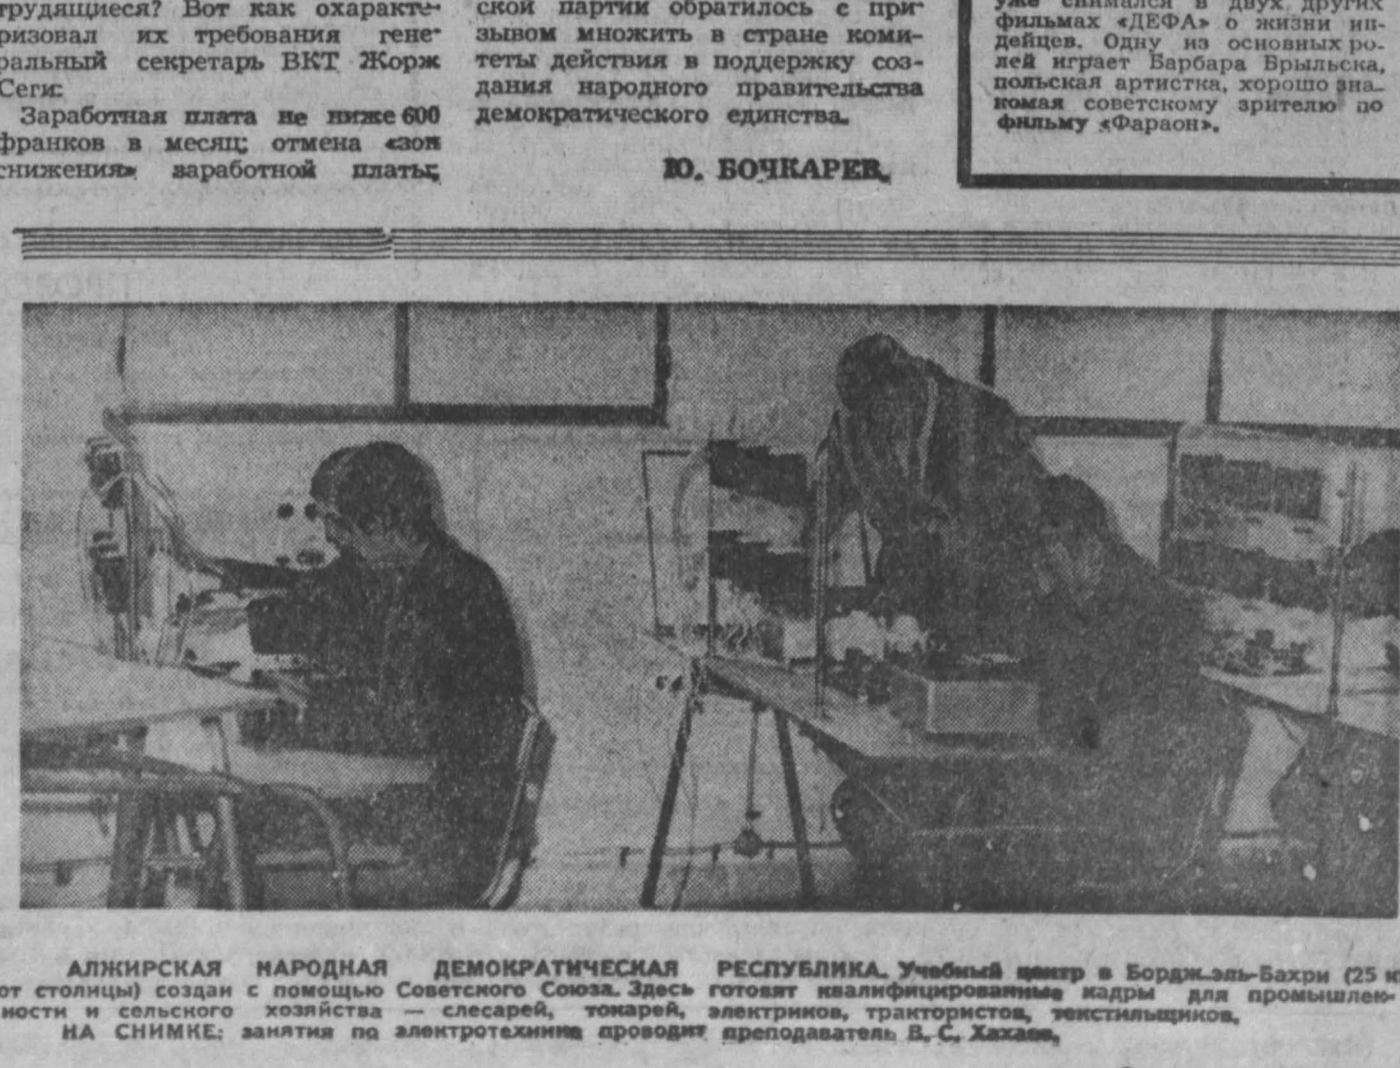 трудящиеся? Вот как охаракте-
ризовал их требования гене-
ральный секретарь ВКТ Жорж
Сеги:
Заработная плата не ниже 600
франков в месяц; отмена «зон
снижения» заработной платы;
ской партии обратилось с при-
зывом множить в стране коми-
теты действия в поддержку соз-
дания народного правительства
демократического единства.
Ю. БОЧКАРЕВ.
уже снимался в двух других
фильмах «ДЕФА» о жизни ин-
дейцев. Одну из основных ро-
лей играет Барбара Брыльска,
польская артистка, хорошо зна-
комая советскому зрителю по
фильму «Фараон».
АЛЖИРСКАЯ НАРОДНАЯ ДЕМОКРАТИЧЕСКАЯ РЕСПУБЛИКА. Учебный центр в Бордж-эль-Бахри (25 к
от столицы) создан с помощью Советского Союза. Здесь готовят квалифицированные кадры для промышлен-
ности и сельского хозяйства — слесарей, токарей, электриков, трактористов, текстильщиков.
НА СНИМКЕ: занятия по электротехнике проводит преподаватель В. С.